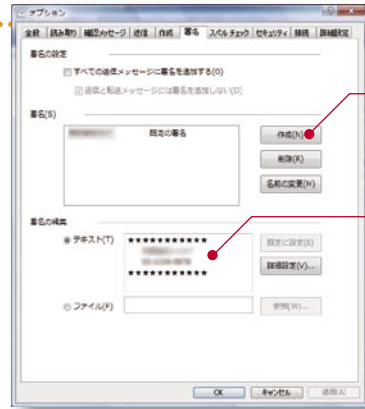 オプション
全般 読み取り 確認メッセージ 送信 作成 署名 スペル チェック セキュリティ 接続 詳細設定
署名の設定
すべての送信メッセージに署名を追加する(O)
返信と転送メッセージには署名を追加しない(D)
署名(S)
既定の署名
作成(N)
削除(R)
名前の変更(M)
署名の編集
テキスト(T)
★★★★★★★★★★★
既定に設定(E)
詳細設定(V)...
★★★★★★★★★★★
ファイル(F)
参照(W)...
OK キャンセル 適用(A)